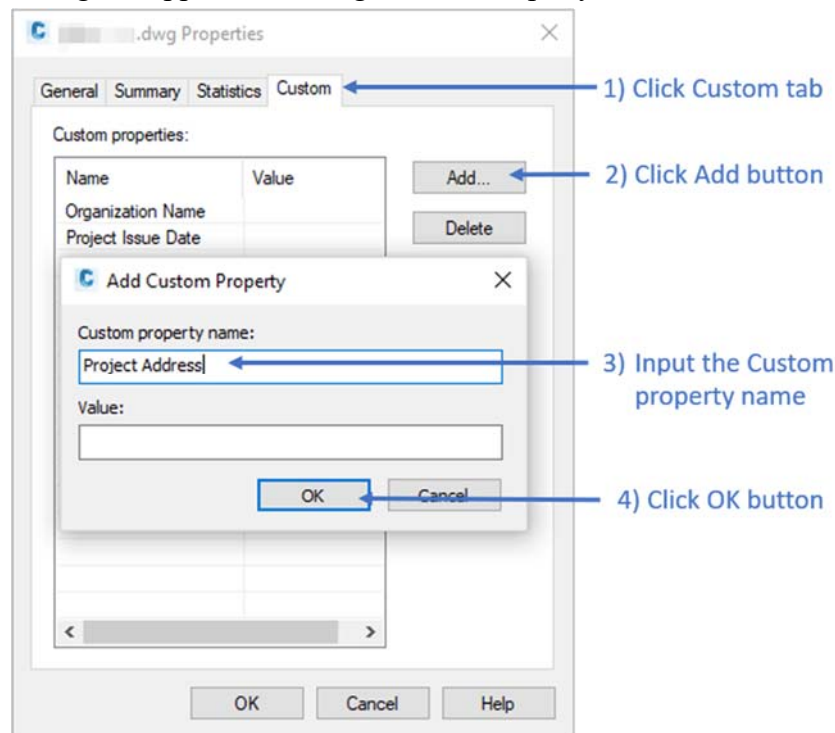 .dwg Properties
General Summary Statistics Custom
1) Click Custom tab
Custom properties:
Name Value
Add...
2) Click Add button
Organization Name
Project Issue Date
Delete
Add Custom Property
Custom property name:
Project Address
3) Input the Custom
property name
Value:
OK Cancel
4) Click OK button
OK Cancel Help